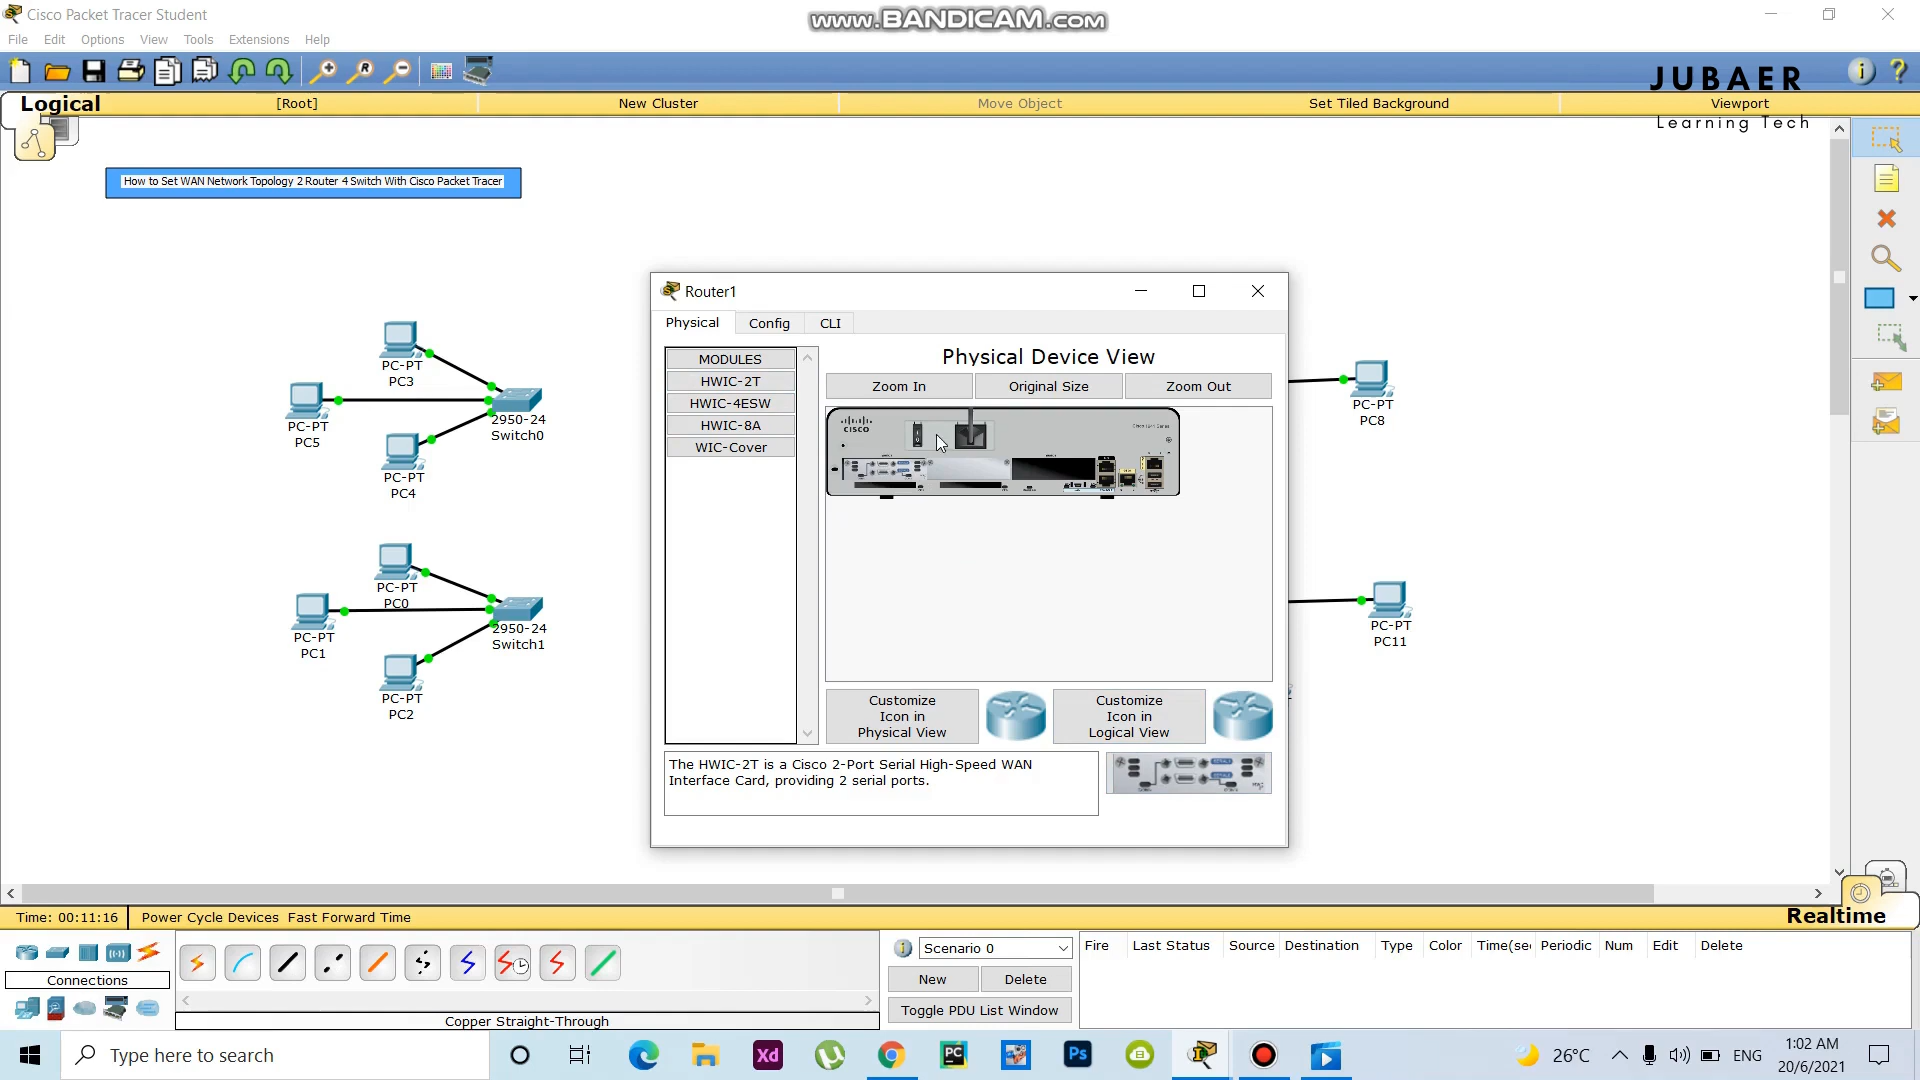 Cisco Packet Tracer Student
www.BANDICAM.com
File Edit Options View Tools Extensions Help
JUBAER
Learning Tech
Logical
[Root]
New Cluster
Move Object
Set Tiled Background
Viewport
How to Set WAN Network Topology 2 Router 4 Switch With Cisco Packet Tracer
PC-PT
PC3
PC-PT
PC5
PC-PT
PC4
2950-24
Switch0
PC-PT
PC0
PC-PT
PC1
PC-PT
PC2
2950-24
Switch1
Router1
Physical
Config
CLI
MODULES
HWIC-2T
HWIC-4ESW
HWIC-8A
WIC-Cover
Physical Device View
Zoom In
Original Size
Zoom Out
CISCO
Customize
Icon in
Physical View
Customize
Icon in
Logical View
The HWIC-2T is a Cisco 2-Port Serial High-Speed WAN
Interface Card, providing 2 serial ports.
PC-PT
PC8
PC-PT
PC11
Time: 00:11:16
Power Cycle Devices Fast Forward Time
Realtime
Connections
Copper Straight-Through
Scenario 0
New
Delete
Toggle PDU List Window
Fire Last Status Source Destination Type Color Time(sec Periodic Num Edit Delete
Type here to search
Xd
PC
Ps
26°C
ENG
1:02 AM
20/6/2021